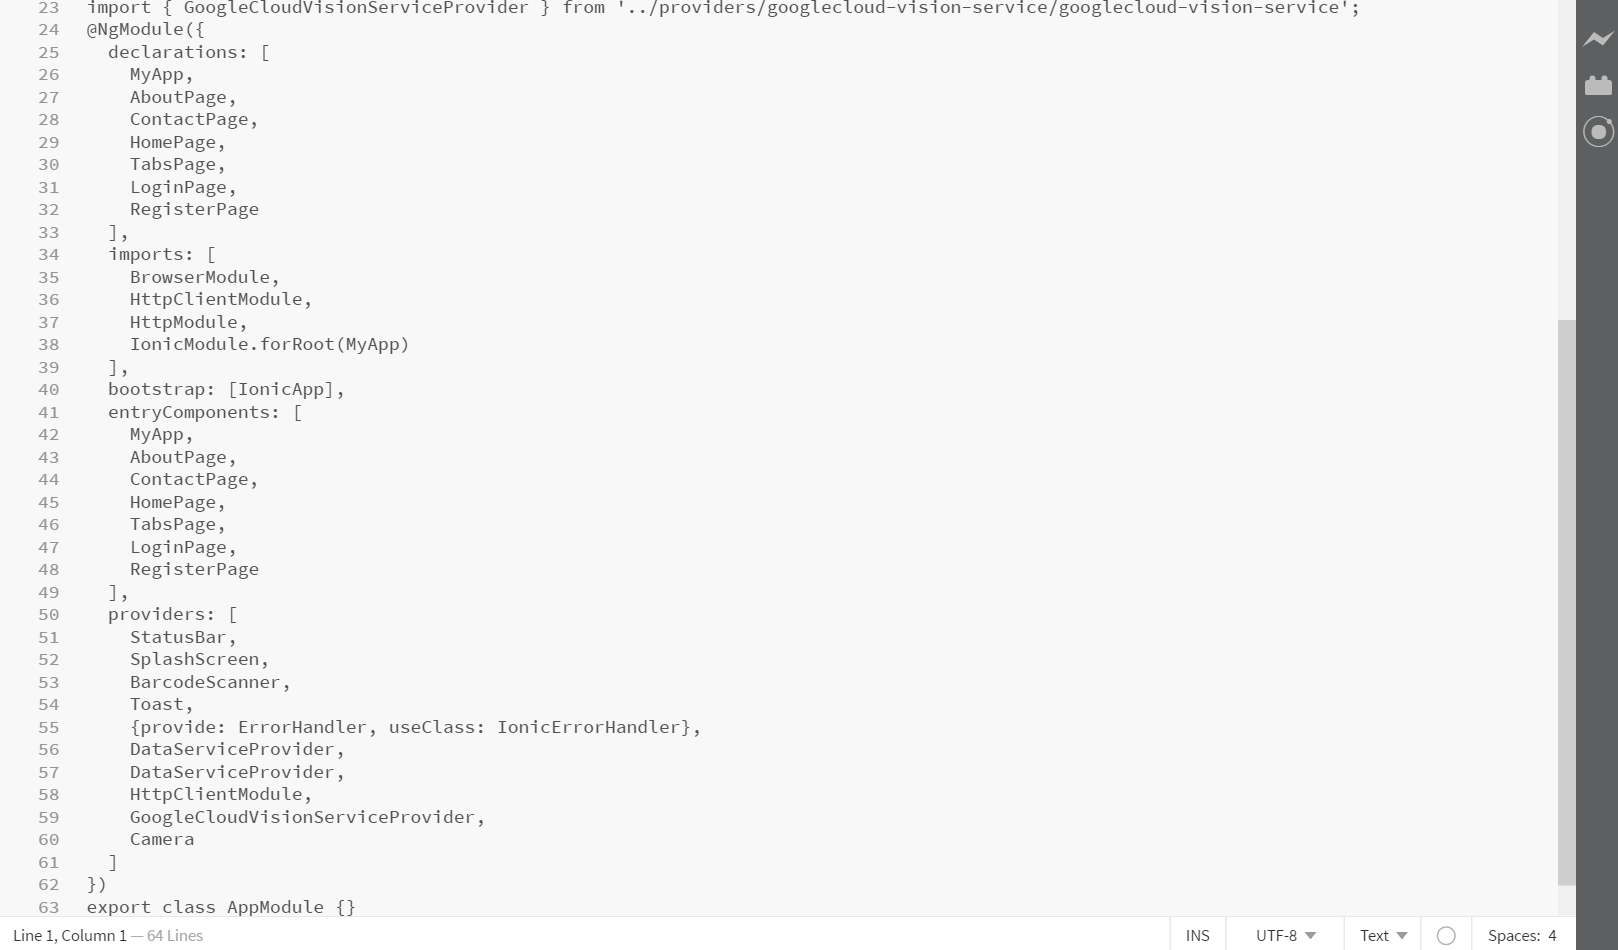 23 import { GoogleCloudVisionServiceProvider } from '../providers/googlecloud-vision-service/googlecloud-vision-service';
24 @NgModule({
25   declarations: [
26     MyApp,
27     AboutPage,
28     ContactPage,
29     HomePage,
30     TabsPage,
31     LoginPage,
32     RegisterPage
33   ],
34   imports: [
35     BrowserModule,
36     HttpClientModule,
37     HttpModule,
38     IonicModule.forRoot(MyApp)
39   ],
40   bootstrap: [IonicApp],
41   entryComponents: [
42     MyApp,
43     AboutPage,
44     ContactPage,
45     HomePage,
46     TabsPage,
47     LoginPage,
48     RegisterPage
49   ],
50   providers: [
51     StatusBar,
52     SplashScreen,
53     BarcodeScanner,
54     Toast,
55     {provide: ErrorHandler, useClass: IonicErrorHandler},
56     DataServiceProvider,
57     DataServiceProvider,
58     HttpClientModule,
59     GoogleCloudVisionServiceProvider,
60     Camera
61   ]
62 })
63 export class AppModule {}
Line 1, Column 1 — 64 Lines INS UTF-8 Text Spaces: 4